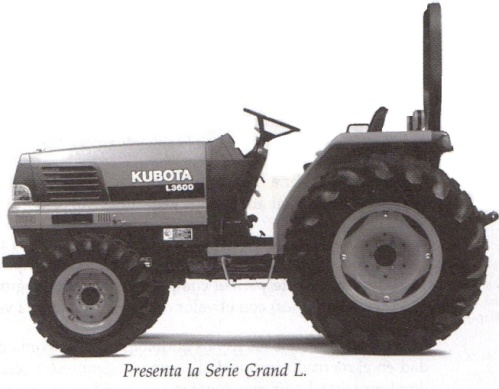 KUBOTA
L3600
Presenta la Serie Grand L.